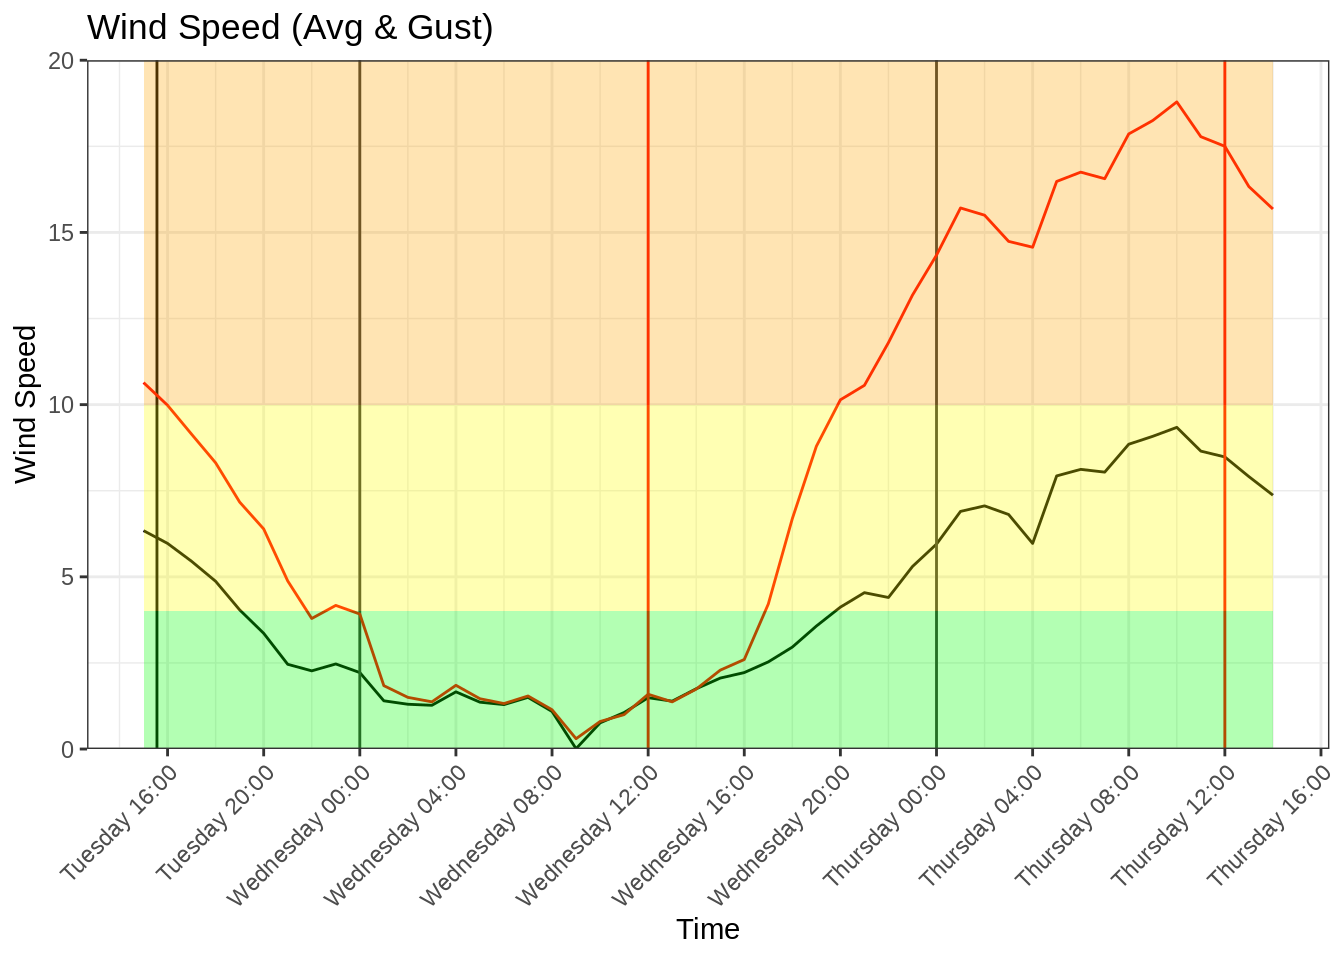 Wind Speed (Avg & Gust)
20
15
10
5
0
Wind Speed
Tuesday 16:00
Tuesday 20:00
Wednesday 00:00
Wednesday 04:00
Wednesday 08:00
Wednesday 12:00
Wednesday 16:00
Wednesday 20:00
Thursday 00:00
Thursday 04:00
Thursday 08:00
Thursday 12:00
Thursday 16:00
Time